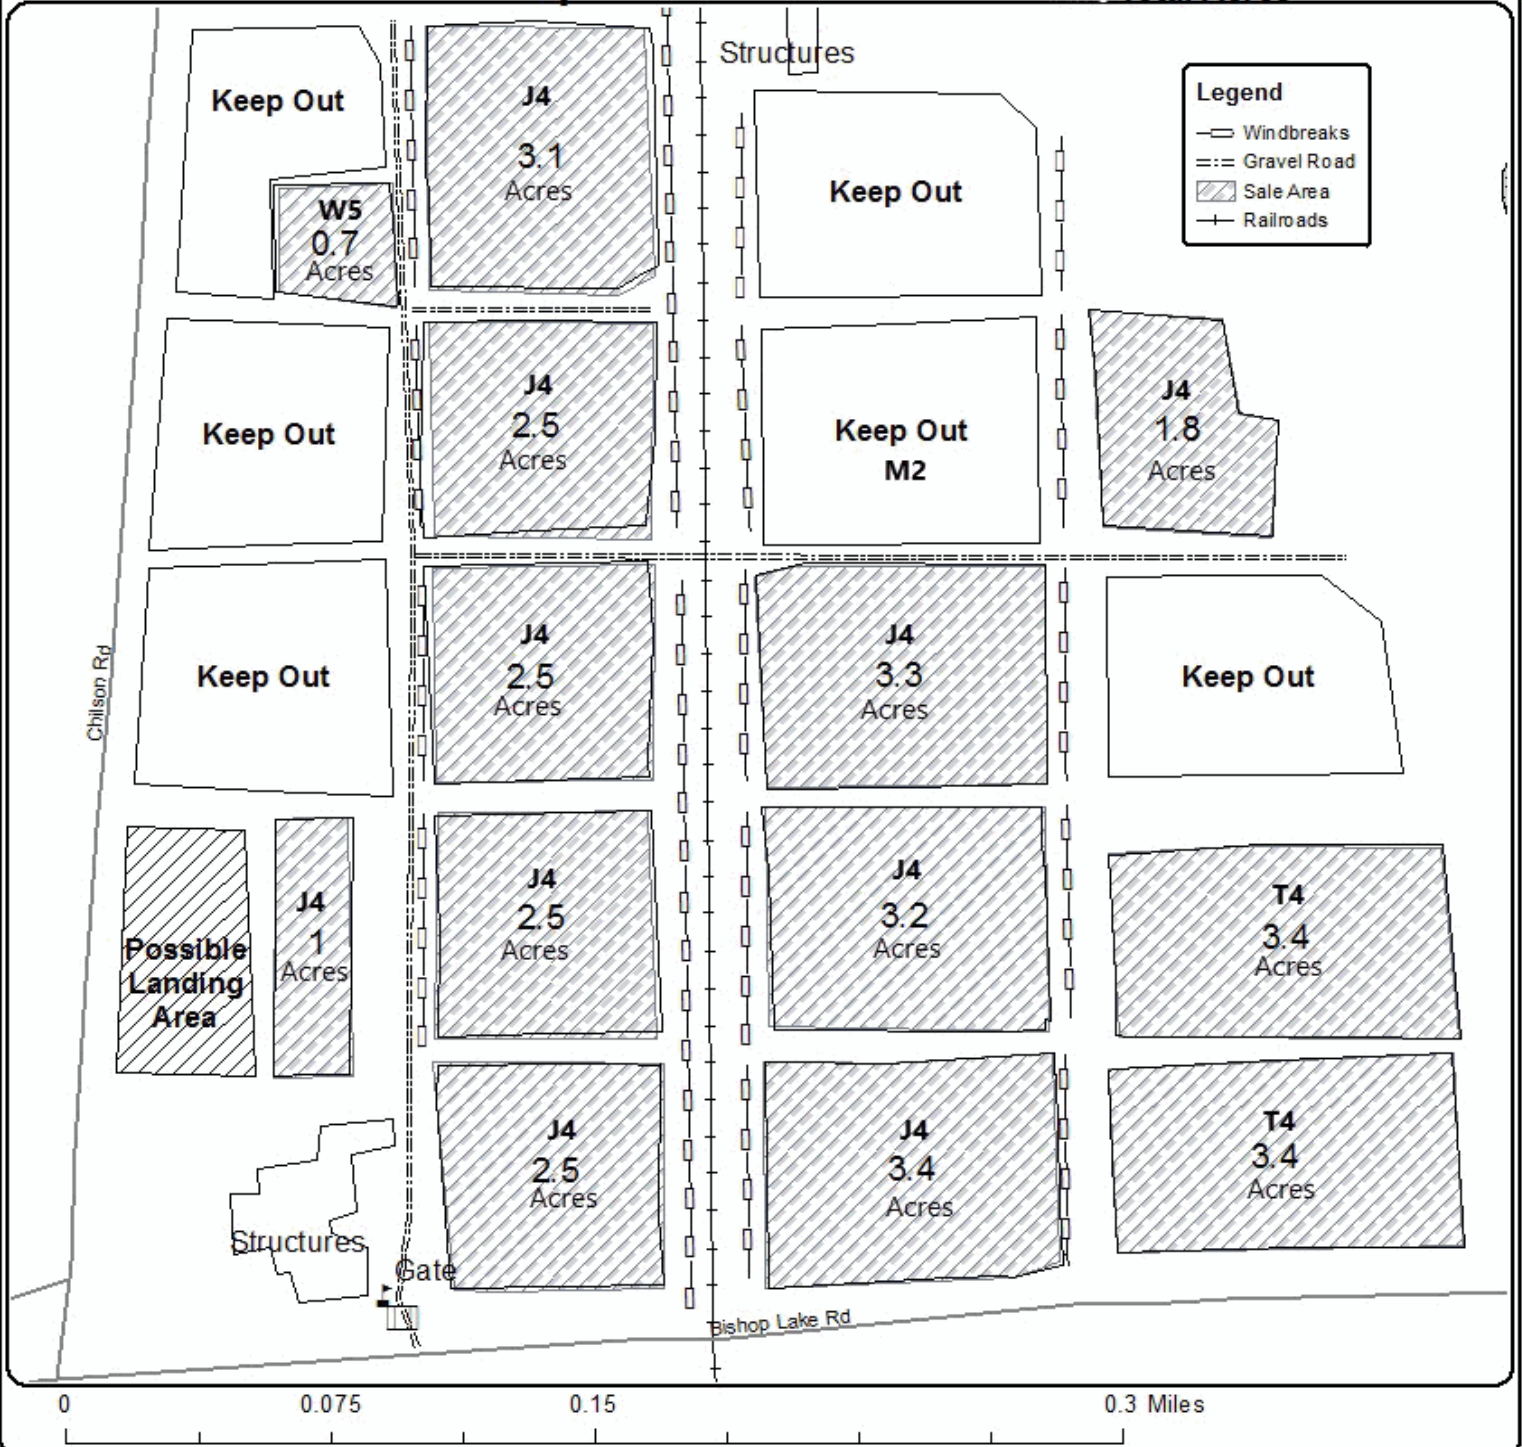 Structures
Keep Out
J4
3.1
Acres
Legend
Windbreaks
Gravel Road
Sale Area
Railroads
Keep Out
W5
0.7
Acres
J4
2.5
Acres
Keep Out
Keep Out
M2
J4
1.8
Acres
Chilson Rd
Keep Out
J4
2.5
Acres
J4
3.3
Acres
Keep Out
Possible
Landing
Area
J4
1
Acres
J4
2.5
Acres
J4
3.2
Acres
T4
3.4
Acres
J4
2.5
Acres
J4
3.4
Acres
T4
3.4
Acres
Structures
Gate
Bishop Lake Rd
0 0.075 0.15 0.3 Miles